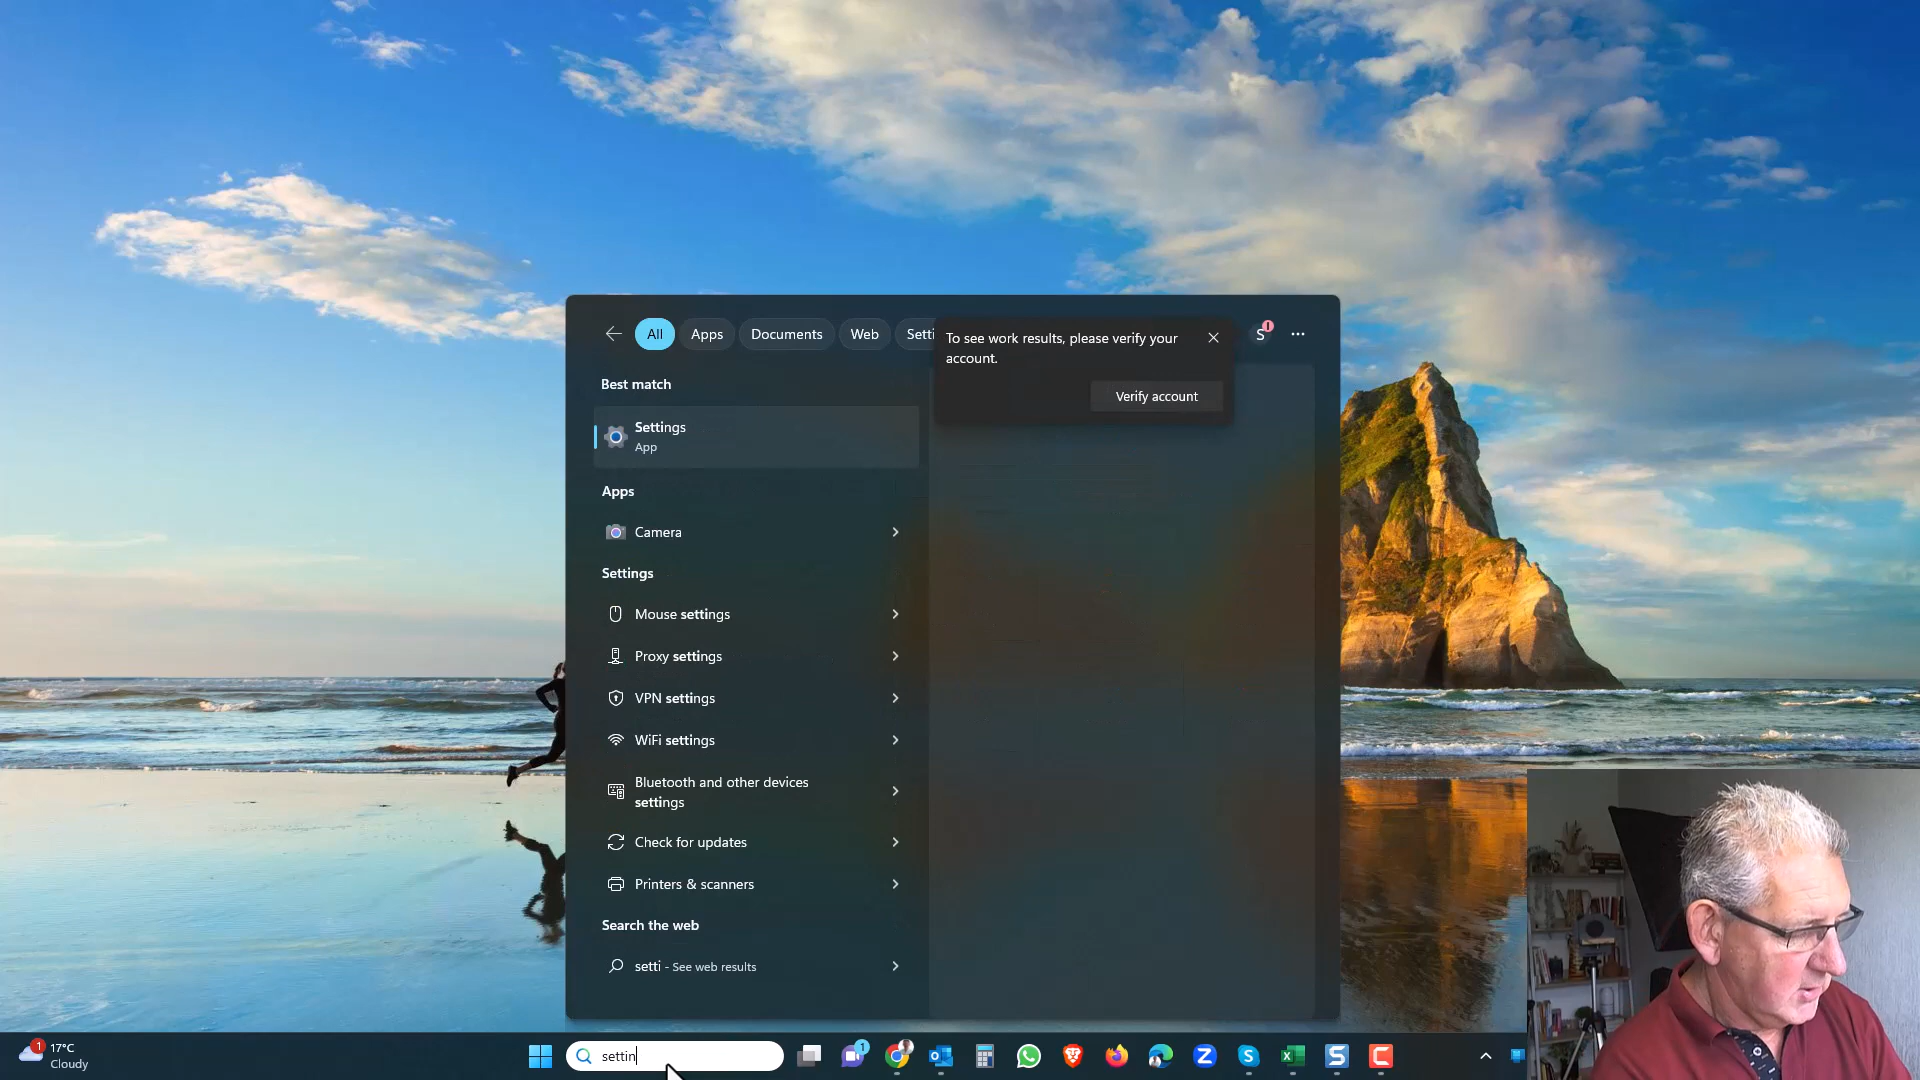 All
Apps
Documents
Web
Setti
To see work results, please verify your
account.
Verify account
S
Best match
Settings
App
Apps
Camera
Settings
Mouse settings
Proxy settings
VPN settings
WiFi settings
Bluetooth and other devices
settings
Check for updates
Printers & scanners
Search the web
setti - See web results
1
17°C
Cloudy
settin
1